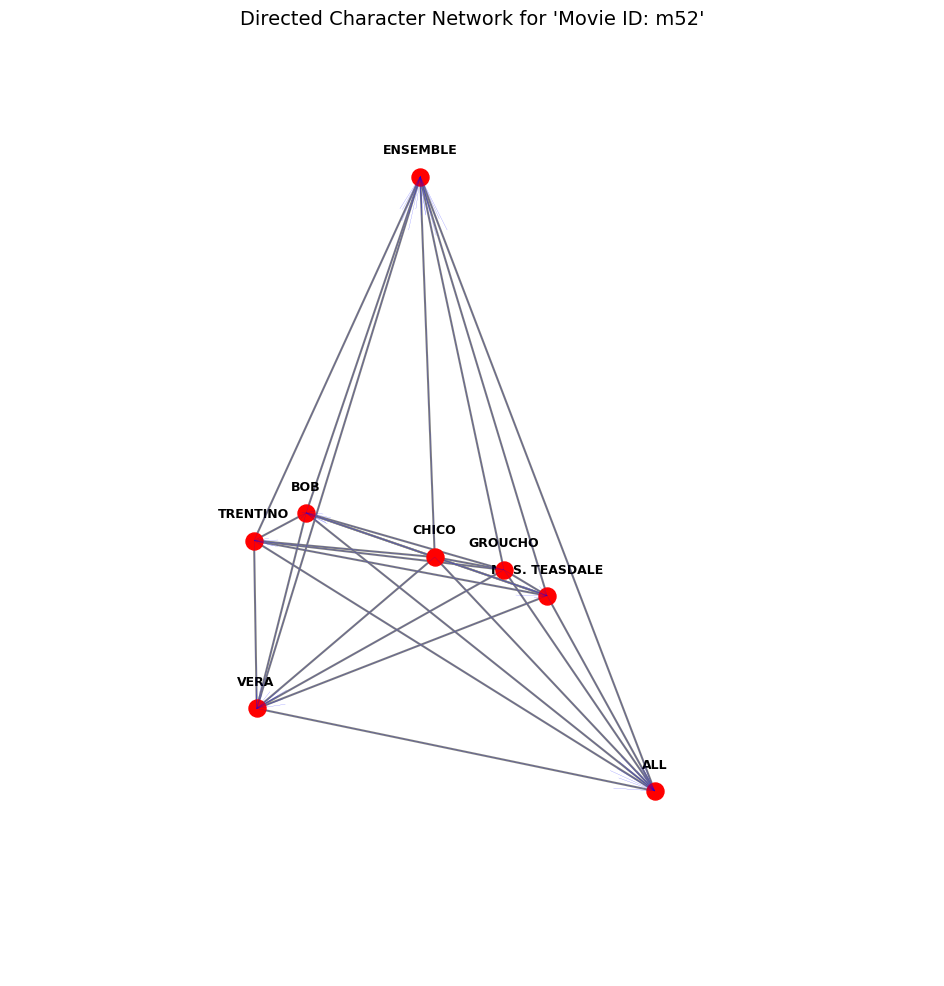 Directed Character Network for 'Movie ID: m52'
ENSEMBLE
BOB
TRENTINO
CHICO
GROUCHO
MRS. TEASDALE
VERA
ALL